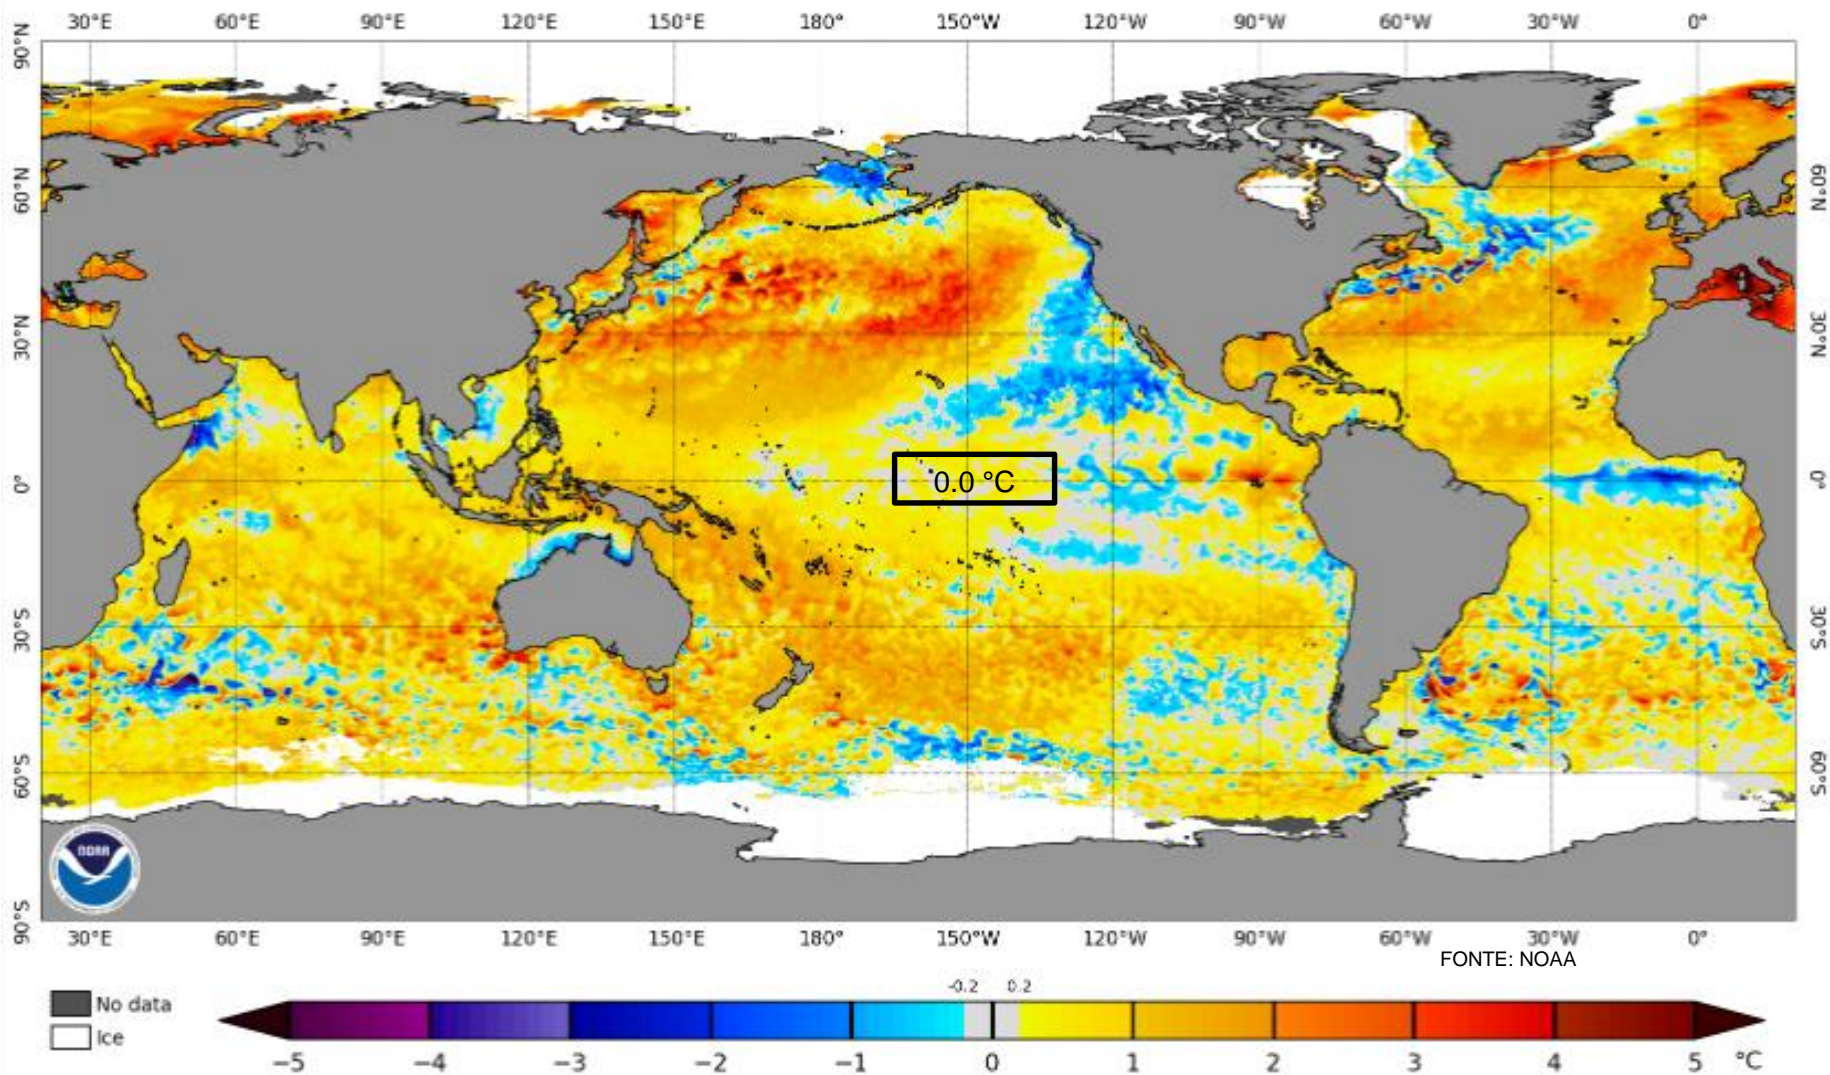 30°E 60°E 90°E 120°E 150°E 180° 150°W 120°W 90°W 60°W 30°W 0°
90°N
60°N 60°N
30°N 30°N
0° 0.0 °C 0°
30°S 30°S
60°S 60°S
NOAA
90°S
30°E 60°E 90°E 120°E 150°E 180° 150°W 120°W 90°W 60°W 30°W 0°
FONTE: NOAA
-0.2 0.2
No data
Ice
−5 −4 −3 −2 −1 0 1 2 3 4 5 °C